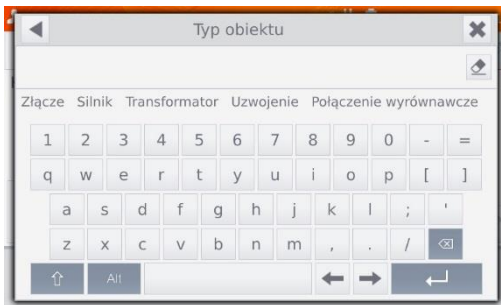 Typ obiektu
Złącze Silnik Transformator Uzwojenie Połączenie wyrównawcze
1 2 3 4 5 6 7 8 9 0 - =
q w e r t y u i o p [ ]
a s d f g h j k l ; '
z x c v b n m , . /
Alt